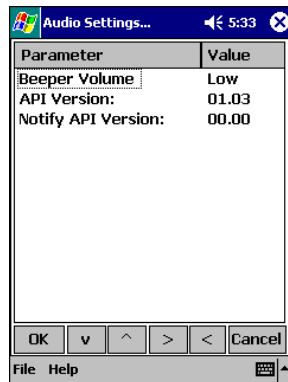 Audio Settings... 5:33
Parameter Value
Beeper Volume Low
API Version: 01.03
Notify API Version: 00.00
OK v ^ > < Cancel
File Help